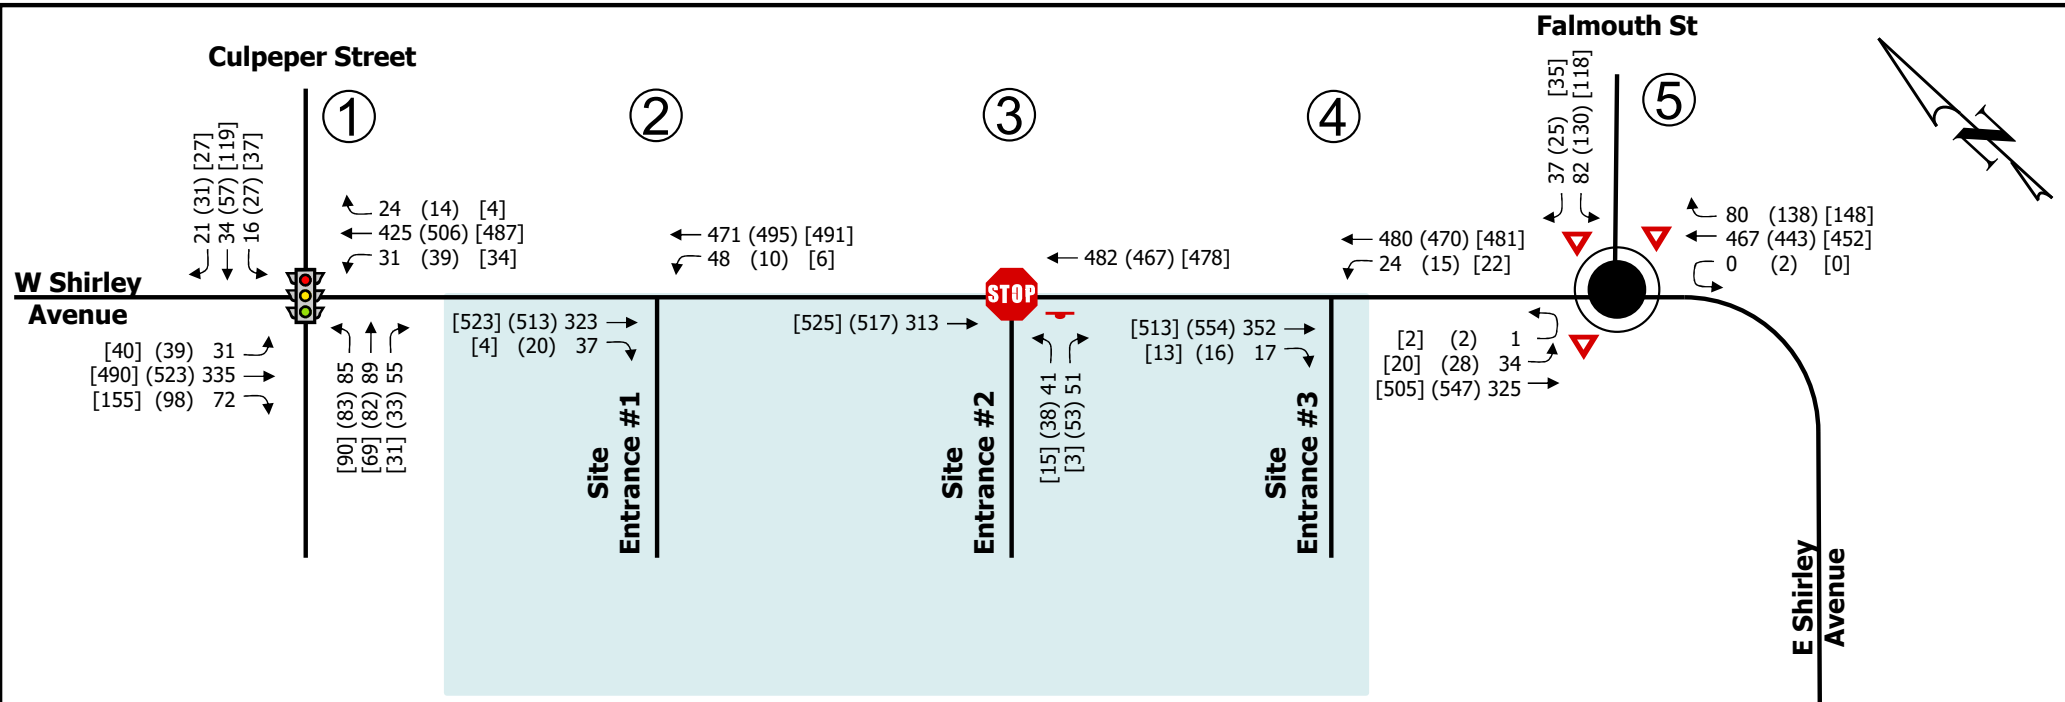 Culpeper Street
Falmouth St
1
2
3
4
5
N
21 (31) [27]
34 (57) [119]
16 (27) [37]
24 (14) [4]
425 (506) [487]
31 (39) [34]
W Shirley
Avenue
[40] (39) 31
[490] (523) 335
[155] (98) 72
[90] (83) 85
[69] (82) 89
[31] (33) 55
471 (495) [491]
48 (10) [6]
[523] (513) 323
[4] (20) 37
Site
Entrance #1
482 (467) [478]
STOP
[525] (517) 313
[15] (38) 41
[3] (53) 51
Site
Entrance #2
480 (470) [481]
24 (15) [22]
[513] (554) 352
[13] (16) 17
Site
Entrance #3
37 (25) [35]
82 (130) [118]
80 (138) [148]
467 (443) [452]
0 (2) [0]
[2] (2) 1
[20] (28) 34
[505] (547) 325
E Shirley
Avenue